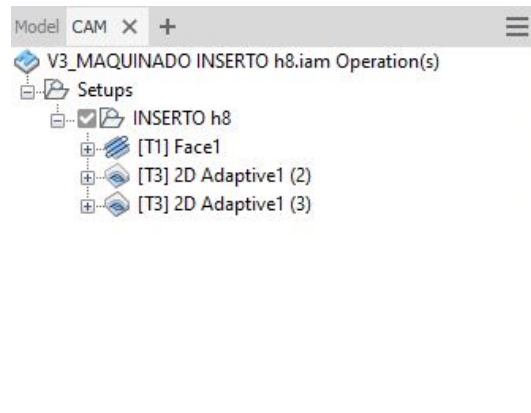 Model CAM
V3_MAQUINADO INSERTO h8.iam Operation(s)
Setups
INSERTO h8
[T1] Face1
[T3] 2D Adaptive1 (2)
[T3] 2D Adaptive1 (3)